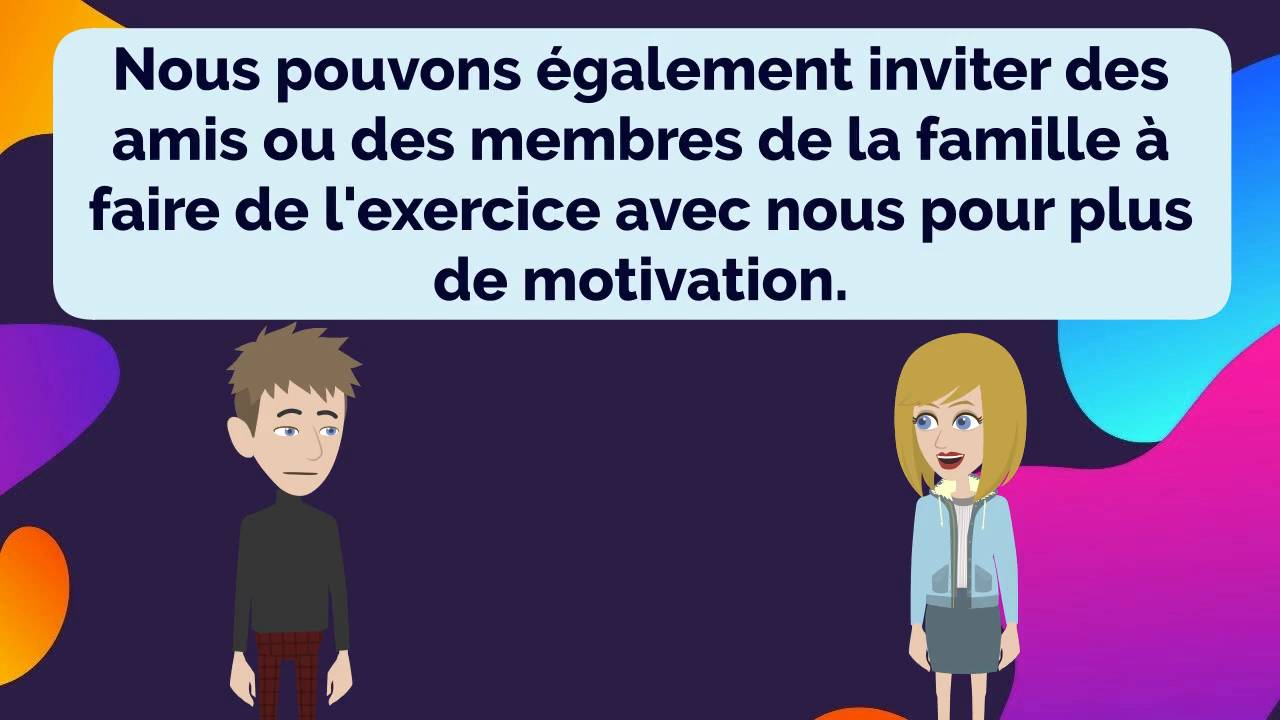 Nous pouvons également inviter des
amis ou des membres de la famille à
faire de l'exercice avec nous pour plus
de motivation.